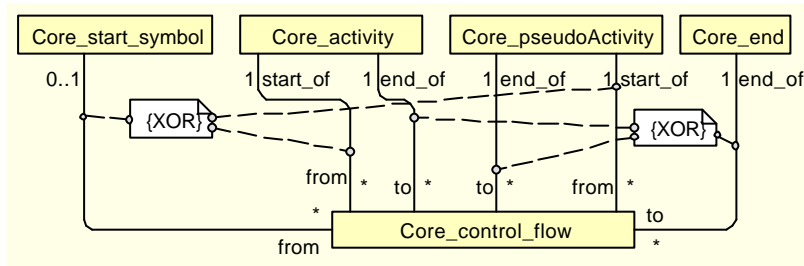 Core_start_symbol Core_activity Core_pseudoActivity Core_end
0..1 1 start_of 1 end_of 1 end_of 1 start_of 1 end_of
{XOR} {XOR}
from * to * to * from *
* to
Core_control_flow
from *